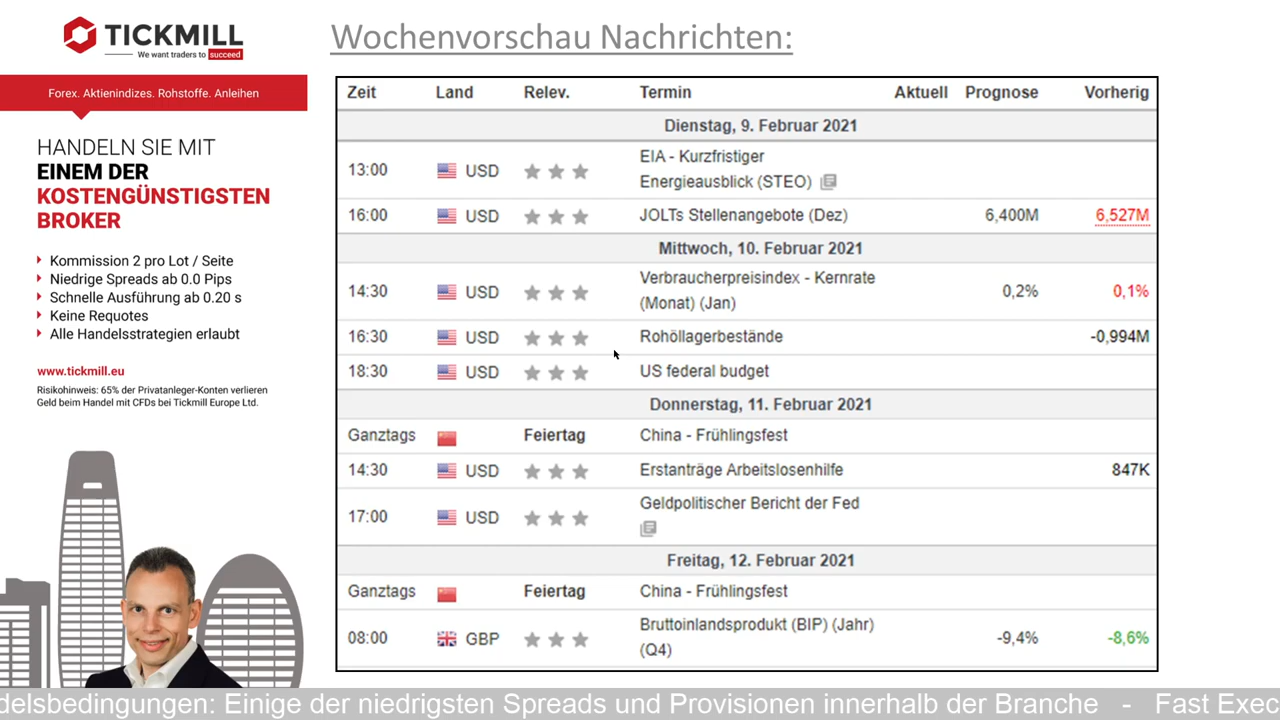 TICKMILL
We want traders to succeed
Forex. Aktienindizes. Rohstoffe. Anleihen
HANDELN SIE MIT
EINEM DER
KOSTENGÜNSTIGSTEN
BROKER
Kommission 2 pro Lot / Seite
Niedrige Spreads ab 0.0 Pips
Schnelle Ausführung ab 0.20 s
Keine Requotes
Alle Handelsstrategien erlaubt
www.tickmill.eu
Risikohinweis: 65% der Privatanleger-Konten verlieren
Geld beim Handel mit CFDs bei Tickmill Europe Ltd.
Wochenvorschau Nachrichten:
Zeit Land Relev. Termin Aktuell Prognose Vorherig
Dienstag, 9. Februar 2021
13:00 USD EIA - Kurzfristiger
Energieausblick (STEO)
16:00 USD JOLTs Stellenangebote (Dez) 6,400M 6,527M
Mittwoch, 10. Februar 2021
14:30 USD Verbraucherpreisindex - Kernrate
(Monat) (Jan) 0,2% 0,1%
16:30 USD Rohöllagerbestände -0,994M
18:30 USD US federal budget
Donnerstag, 11. Februar 2021
Ganztags Feiertag China - Frühlingsfest
14:30 USD Erstanträge Arbeitslosenhilfe 847K
17:00 USD Geldpolitischer Bericht der Fed
Freitag, 12. Februar 2021
Ganztags Feiertag China - Frühlingsfest
08:00 GBP Bruttoinlandsprodukt (BIP) (Jahr)
(Q4) -9,4% -8,6%
delsbedingungen: Einige der niedrigsten Spreads und Provisionen innerhalb der Branche - Fast Exec